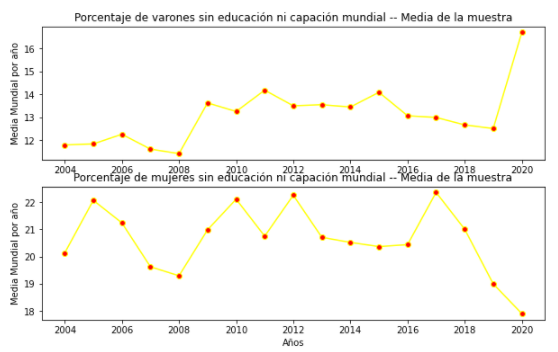 Porcentaje de varones sin educación ni capación mundial -- Media de la muestra
Media Mundial por año
16
15
14
13
12
2004 2006 2008 2010 2012 2014 2016 2018 2020
Porcentaje de mujeres sin educación ni capación mundial -- Media de la muestra
Media Mundial por año
22
21
20
19
18
2004 2006 2008 2010 2012 2014 2016 2018 2020
Años